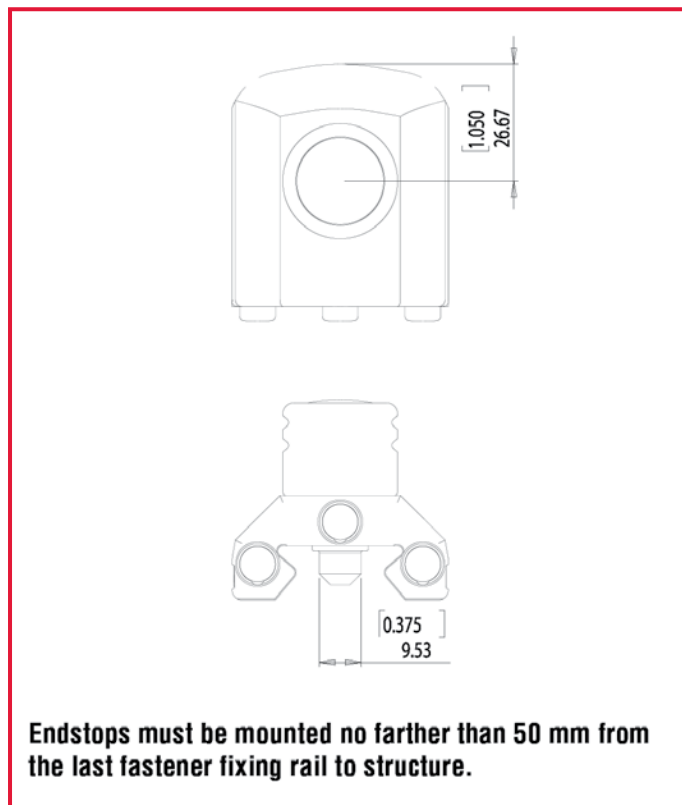 [1.050]
26.67
[0.375]
9.53
Endstops must be mounted no farther than 50 mm from
the last fastener fixing rail to structure.